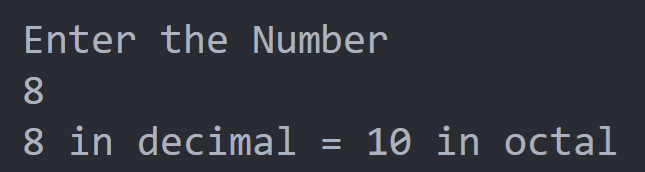 Enter the Number
8
8 in decimal = 10 in octal